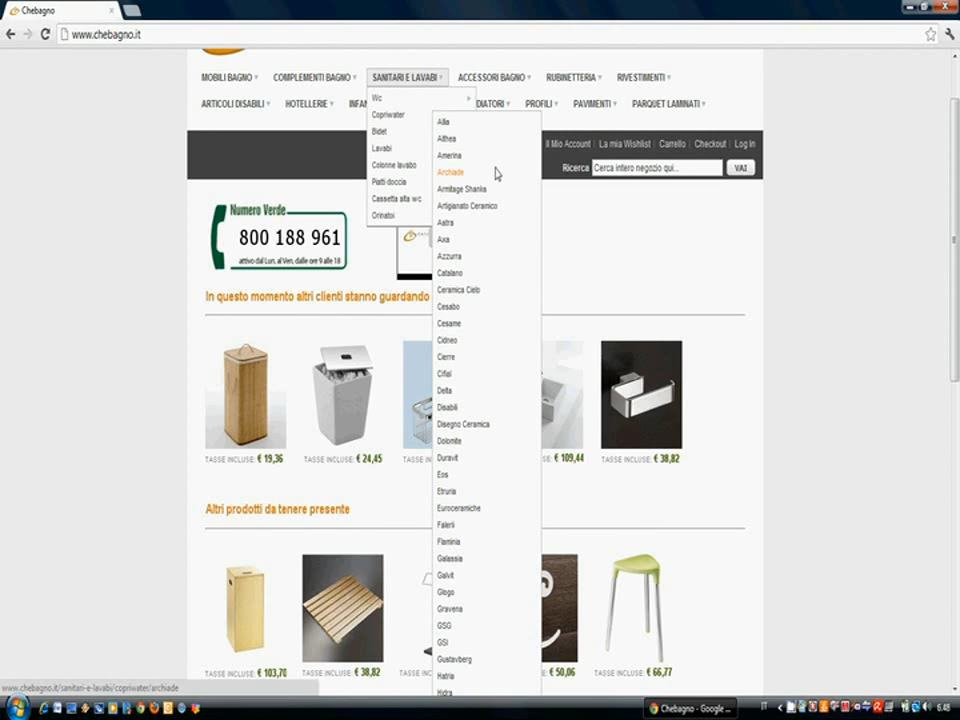 Chebagno
www.chebagno.it
MOBILI BAGNO COMPLEMENTI BAGNO SANITARI E LAVABI ACCESSORI BAGNO RUBINETTERIA RIVESTIMENTI
ARTICOLI DISABILI HOTELLERIE INFAN DIATORI PROFILI PAVIMENTI PARQUET LAMINATI
Wc
Copriwater
Bidet
Lavabi
Colonne lavabo
Piatti doccia
Cassetta alta wc
Orinatoi
Alia
Althea
Amerina
Archiade
Armitage Shanks
Artigianato Ceramico
Astra
Axa
Azzurra
Catalano
Ceramica Cielo
Cesabo
Cesame
Cidneo
Cierre
Cifial
Delta
Disabili
Disegno Ceramica
Dolomite
Duravit
Eos
Etruria
Euroceramiche
Falerii
Flaminia
Galassia
Galvit
Glogo
Gravena
GSG
GSI
Gustavberg
Hatria
Hidra
Il Mio Account La mia Wishlist Carrello Checkout Log In
Ricerca Cerca intero negozio qui... VAI
Numero Verde
800 188 961
attivo dal Lun. al Ven. dalle ore 9 alle 18
In questo momento altri clienti stanno guardando
TASSE INCLUSE: € 19,36 TASSE INCLUSE: € 24,45 TASSE INC € 109,44 TASSE INCLUSE: € 38,82
Altri prodotti da tenere presente
TASSE INCLUSE: € 103,70 TASSE INCLUSE: € 38,82 TASSE INC € 50,06 TASSE INCLUSE: € 66,77
www.chebagno.it/sanitari-e-lavabi/copriwater/archiade
Chebagno - Google ... IT 6.48